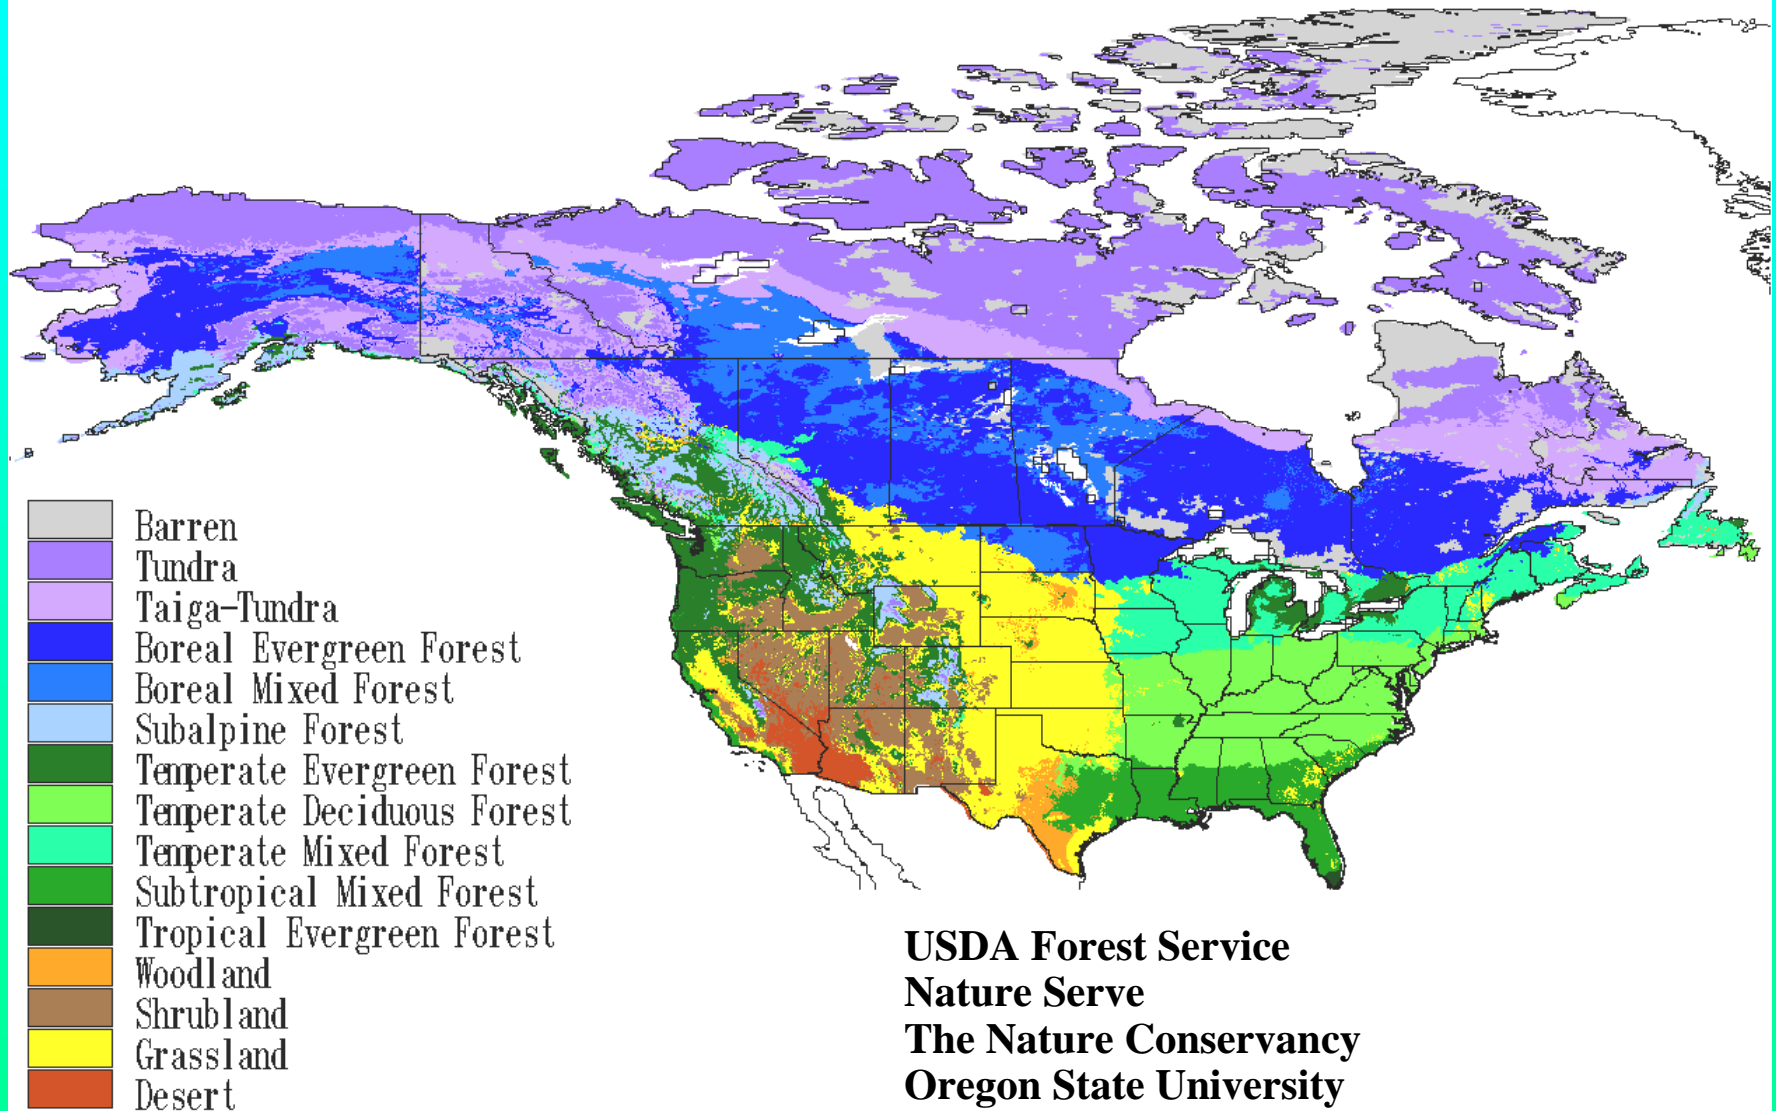 Barren
Tundra
Taiga-Tundra
Boreal Evergreen Forest
Boreal Mixed Forest
Subalpine Forest
Temperate Evergreen Forest
Temperate Deciduous Forest
Temperate Mixed Forest
Subtropical Mixed Forest
Tropical Evergreen Forest
Woodland
Shrubland
Grassland
Desert
USDA Forest Service
Nature Serve
The Nature Conservancy
Oregon State University